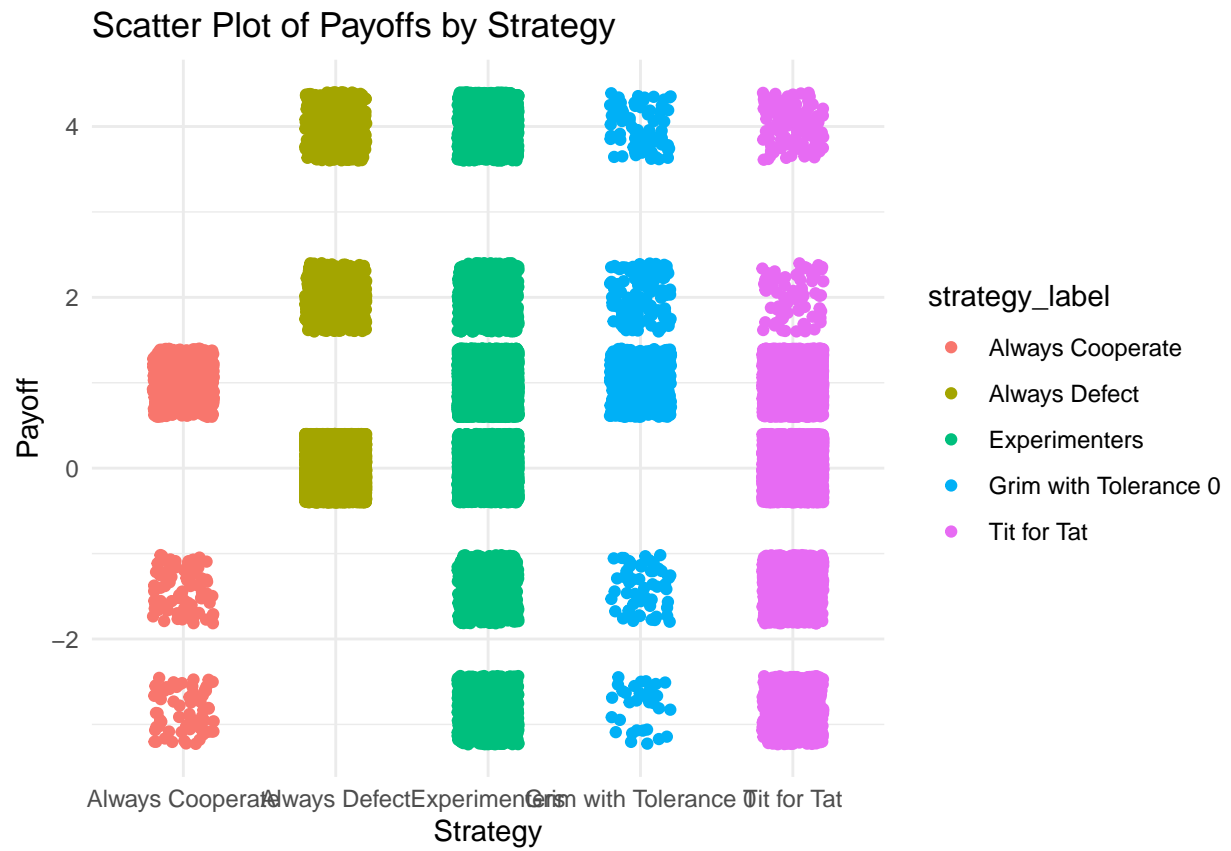 Scatter Plot of Payoffs by Strategy
4
2
0
−2
Payoff
Always Cooperate
Always Defect
Experimenters
Grim with Tolerance 0
Tit for Tat
Strategy
strategy_label
Always Cooperate
Always Defect
Experimenters
Grim with Tolerance 0
Tit for Tat